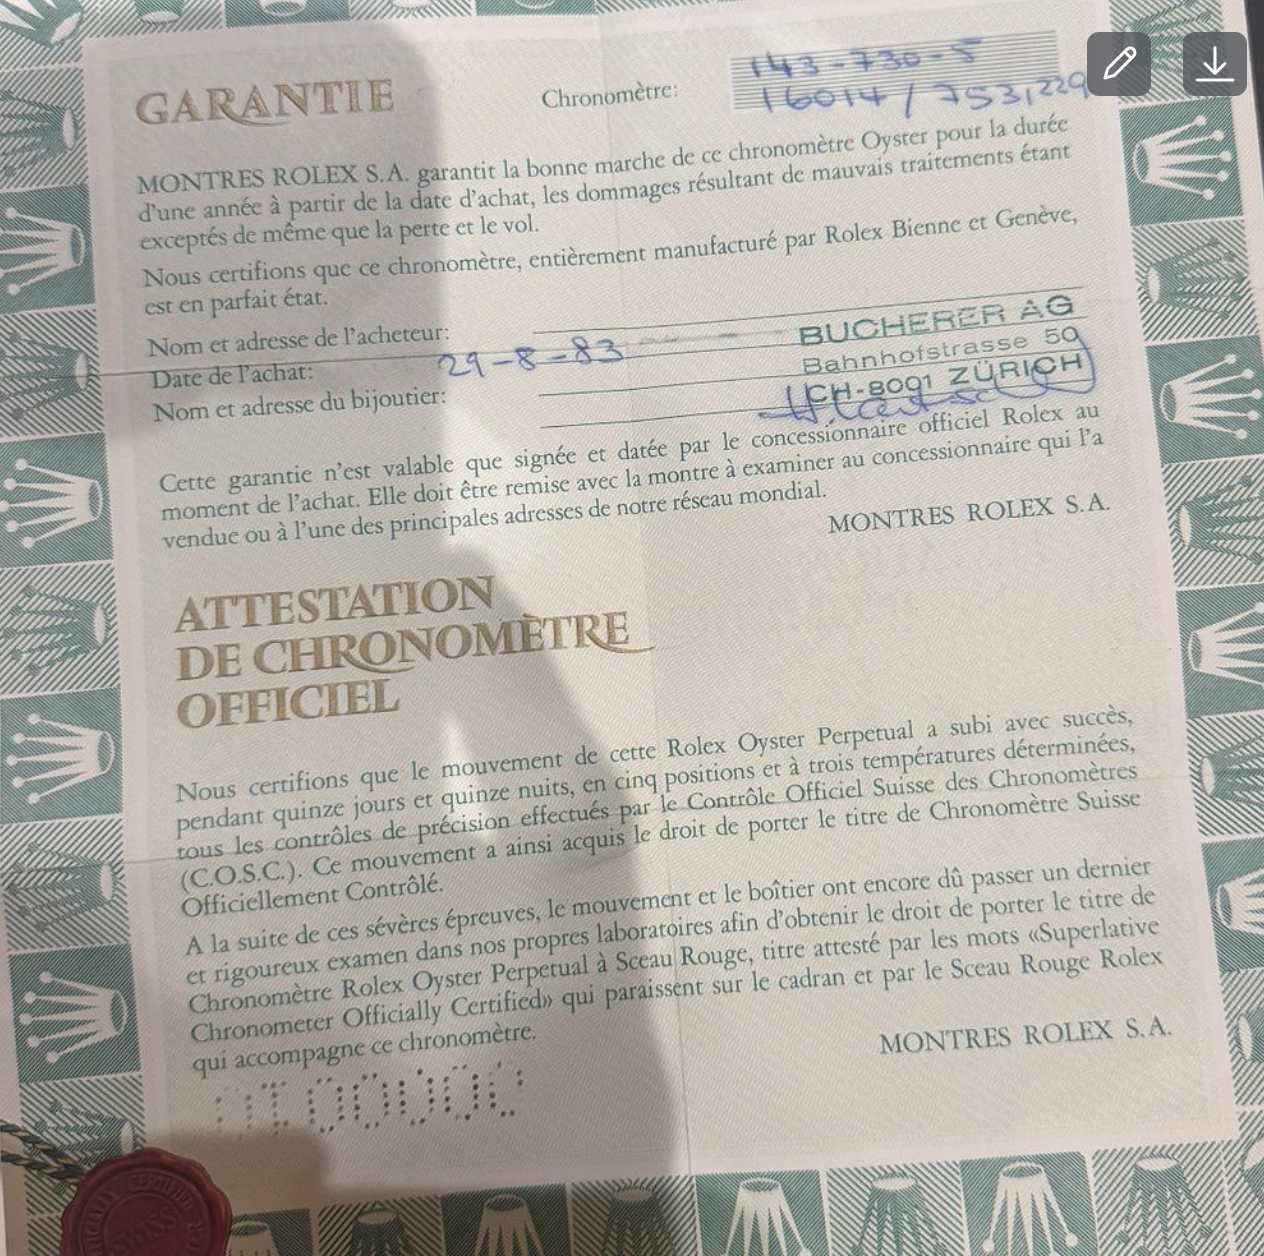 GARANTIE
Chronomètre:
143-730-5
16014 / 753,229
MONTRES ROLEX S.A. garantit la bonne marche de ce chronomètre Oyster pour la durée
d'une année à partir de la date d'achat, les dommages résultant de mauvais traitements étant
exceptés de même que la perte et le vol.
Nous certifions que ce chronomètre, entièrement manufacturé par Rolex Bienne et Genève,
est en parfait état.
Nom et adresse de l'acheteur:
Date de l'achat: 29-8-83
Nom et adresse du bijoutier:
BUCHERER AG
Bahnhofstrasse 50
CH-8091 ZÜRICH
Cette garantie n'est valable que signée et datée par le concessionnaire officiel Rolex au
moment de l'achat. Elle doit être remise avec la montre à examiner au concessionnaire qui l'a
vendue ou à l'une des principales adresses de notre réseau mondial.
MONTRES ROLEX S.A.
ATTESTATION
DE CHRONOMÈTRE
OFFICIEL
Nous certifions que le mouvement de cette Rolex Oyster Perpetual a subi avec succès,
pendant quinze jours et quinze nuits, en cinq positions et à trois températures déterminées,
tous les contrôles de précision effectués par le Contrôle Officiel Suisse des Chronomètres
(C.O.S.C.). Ce mouvement a ainsi acquis le droit de porter le titre de Chronomètre Suisse
Officiellement Contrôlé.
A la suite de ces sévères épreuves, le mouvement et le boîtier ont encore dû passer un dernier
et rigoureux examen dans nos propres laboratoires afin d'obtenir le droit de porter le titre de
Chronomètre Rolex Oyster Perpetual à Sceau Rouge, titre attesté par les mots «Superlative
Chronometer Officially Certified» qui paraissent sur le cadran et par le Sceau Rouge Rolex
qui accompagne ce chronomètre.
MONTRES ROLEX S.A.